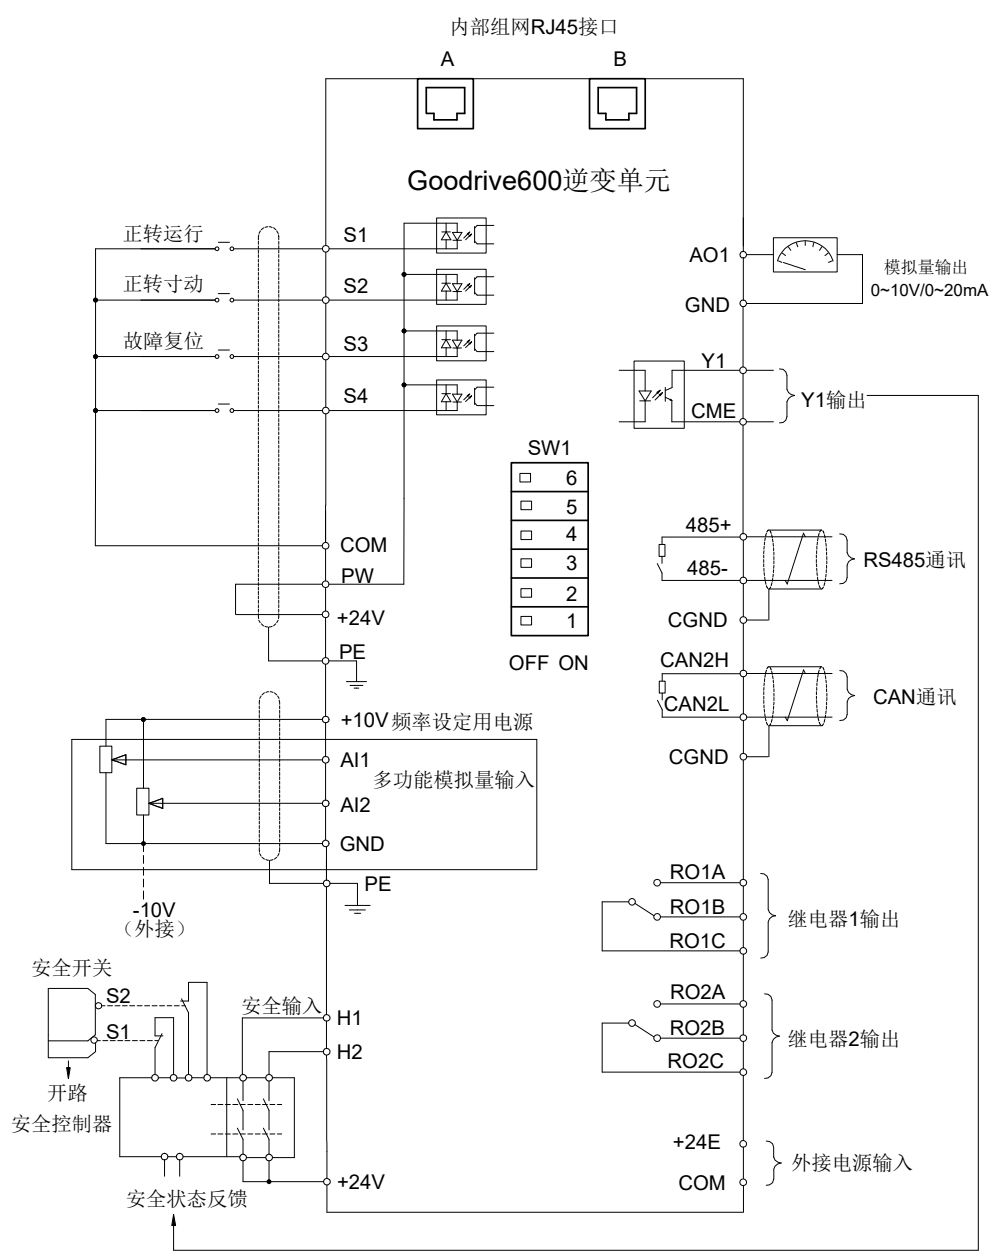 内部组网RJ45接口
A
B
Goodrive600逆变单元
正转运行
S1
正转寸动
S2
故障复位
S3
S4
COM
PW
+24V
PE
SW1
6
5
4
3
2
1
OFF ON
AO1
GND
模拟量输出
0~10V/0~20mA
Y1
CME
Y1输出
485+
485-
CGND
RS485通讯
CAN2H
CAN2L
CGND
CAN通讯
+10V 频率设定用电源
AI1
多功能模拟量输入
AI2
GND
PE
-10V
（外接）
RO1A
RO1B
RO1C
继电器1输出
RO2A
RO2B
RO2C
继电器2输出
+24E
COM
外接电源输入
安全开关
S2
S1
开路
安全控制器
安全输入
H1
H2
+24V
安全状态反馈